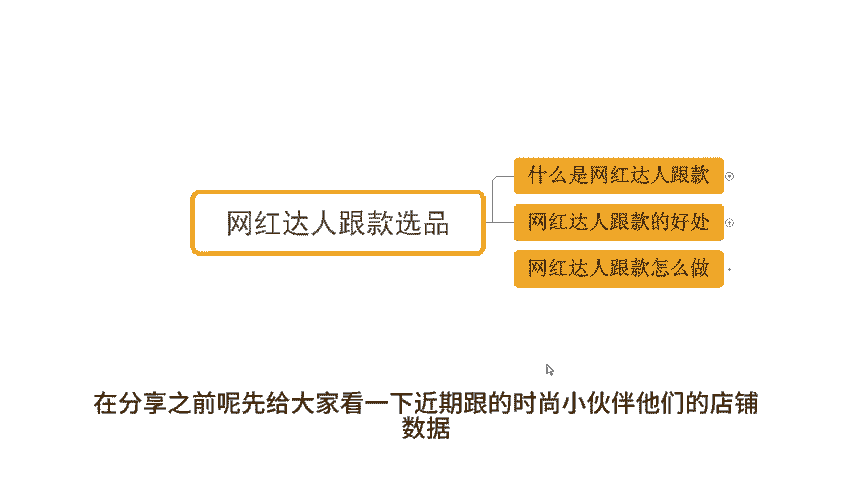 什么是网红达人跟款
网红达人跟款选品
网红达人跟款的好处
网红达人跟款怎么做
在分享之前呢先给大家看一下近期跟的时尚小伙伴他们的店铺
数据